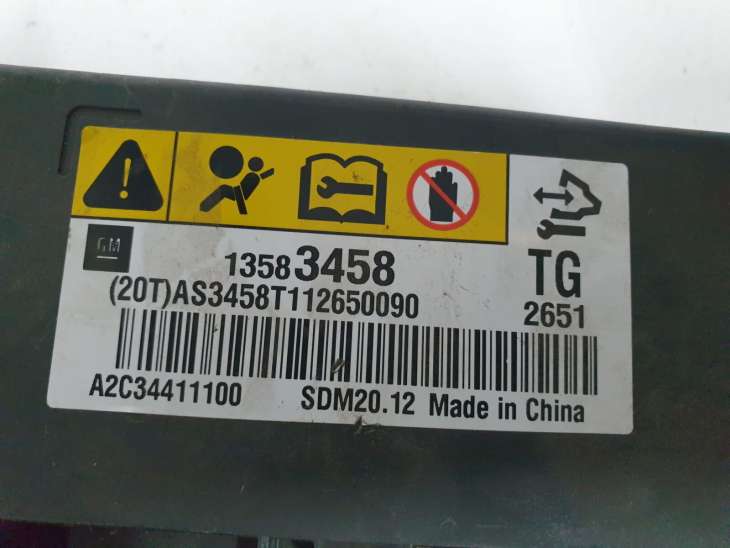 GM
13583458
TG
(20T)AS3458T112650090
2651
A2C34411100 SDM20.12 Made in China